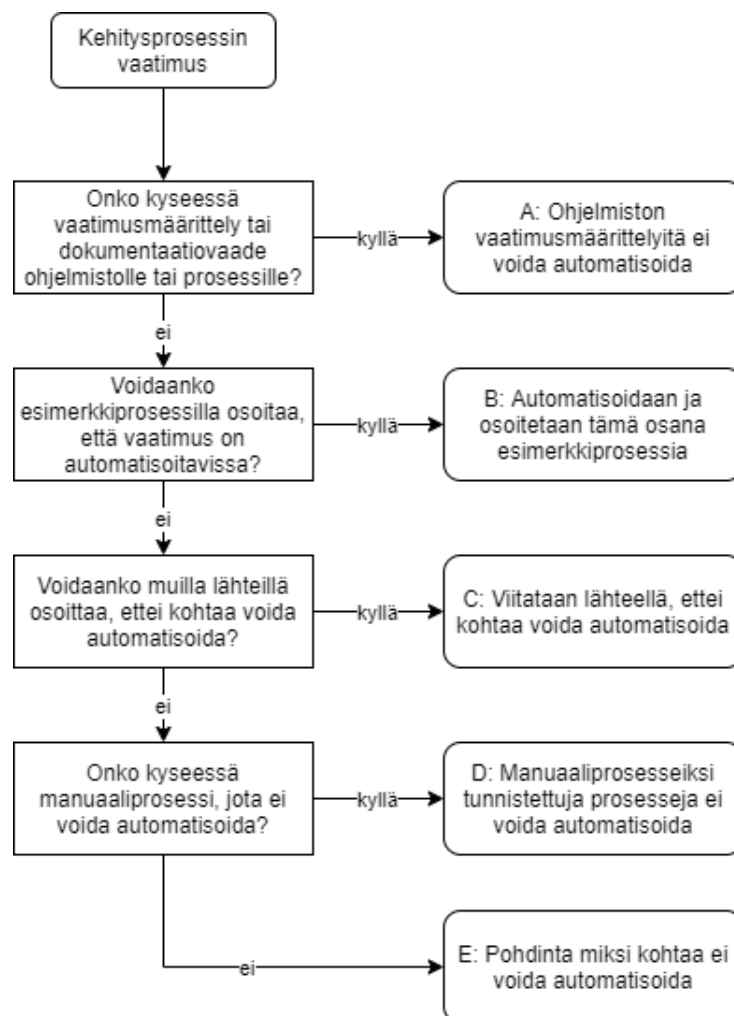 Kehitysprosessin
vaatimus
Onko kyseessä
vaatimusmäärittely tai
dokumentaatiovaade
ohjelmistolle tai prosessille?
kyllä
A: Ohjelmiston
vaatimusmäärittelyitä ei
voida automatisoida
ei
Voidaanko
esimerkkiprosessilla osoitaa,
että vaatimus on
automatisoitavissa?
kyllä
B: Automatisoidaan ja
osoitetaan tämä osana
esimerkkiprosessia
ei
Voidaanko muilla lähteillä
osoittaa, ettei kohtaa voida
automatisoida?
kyllä
C: Viitataan lähteellä, ettei
kohtaa voida automatisoida
ei
Onko kyseessä
manuaaliprosessi, jota ei
voida automatisoida?
kyllä
D: Manuaaliprosesseiksi
tunnistettuja prosesseja ei
voida automatisoida
ei
E: Pohdinta miksi kohtaa ei
voida automatisoida